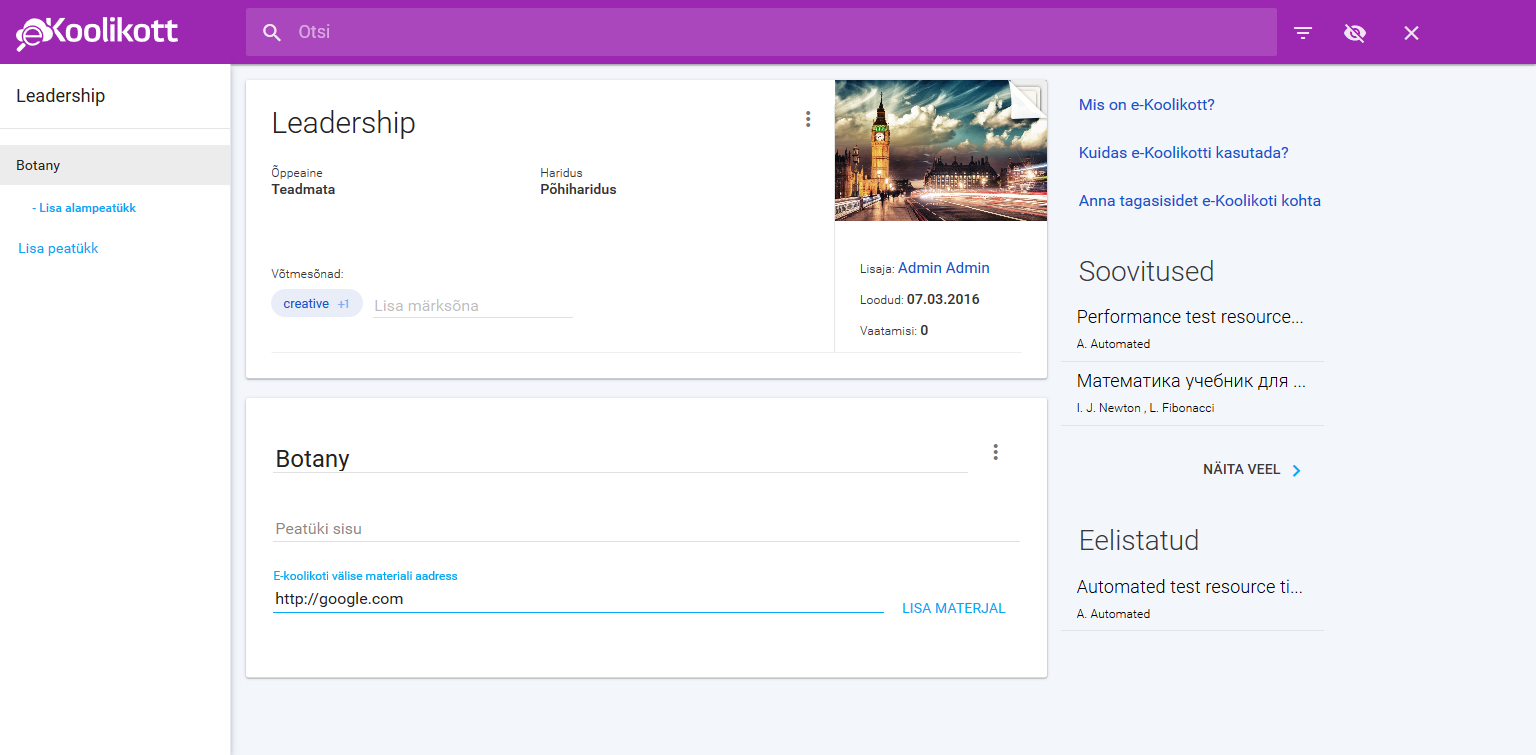 e-Koolikott
Otsi
Leadership
Botany
- Lisa alampeatükk
Lisa peatükk
Leadership
Õppeaine
Teadmata
Haridus
Põhiharidus
Võtmesõnad:
creative +1
Lisa märksõna
Lisaja: Admin Admin
Loodud: 07.03.2016
Vaatamisi: 0
Botany
Peatüki sisu
E-koolikoti välise materiali aadress
http://google.com
LISA MATERJAL
Mis on e-Koolikott?
Kuidas e-Koolikotti kasutada?
Anna tagasisidet e-Koolikoti kohta
Soovitused
Performance test resource...
A. Automated
Математика учебник для ...
I. J. Newton , L. Fibonacci
NÄITA VEEL
Eelistatud
Automated test resource ti...
A. Automated